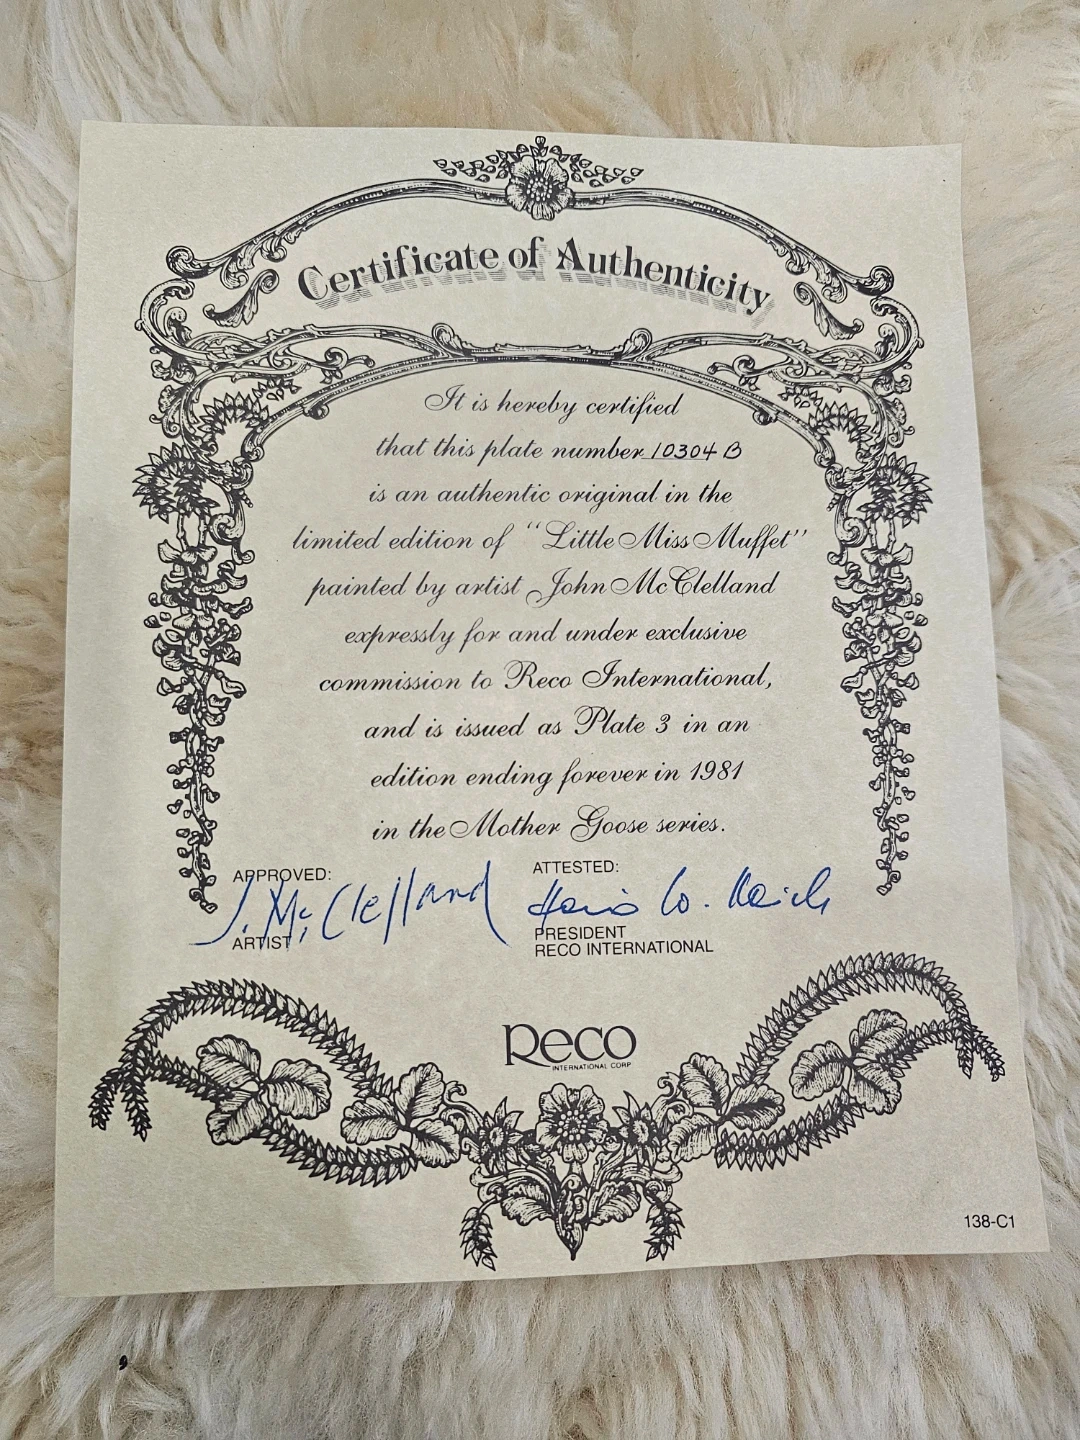 Certificate of Authenticity
It is hereby certified
that this plate number 10304 B
is an authentic original in the
limited edition of "Little Miss Muffet"
painted by artist John McClelland
expressly for and under exclusive
commission to Reco International,
and is issued as Plate 3 in an
edition ending forever in 1981
in the Mother Goose series.
APPROVED: ATTESTED:
J. McClelland
ARTIST PRESIDENT
RECO INTERNATIONAL
Reco
INTERNATIONAL CORP
138-C1